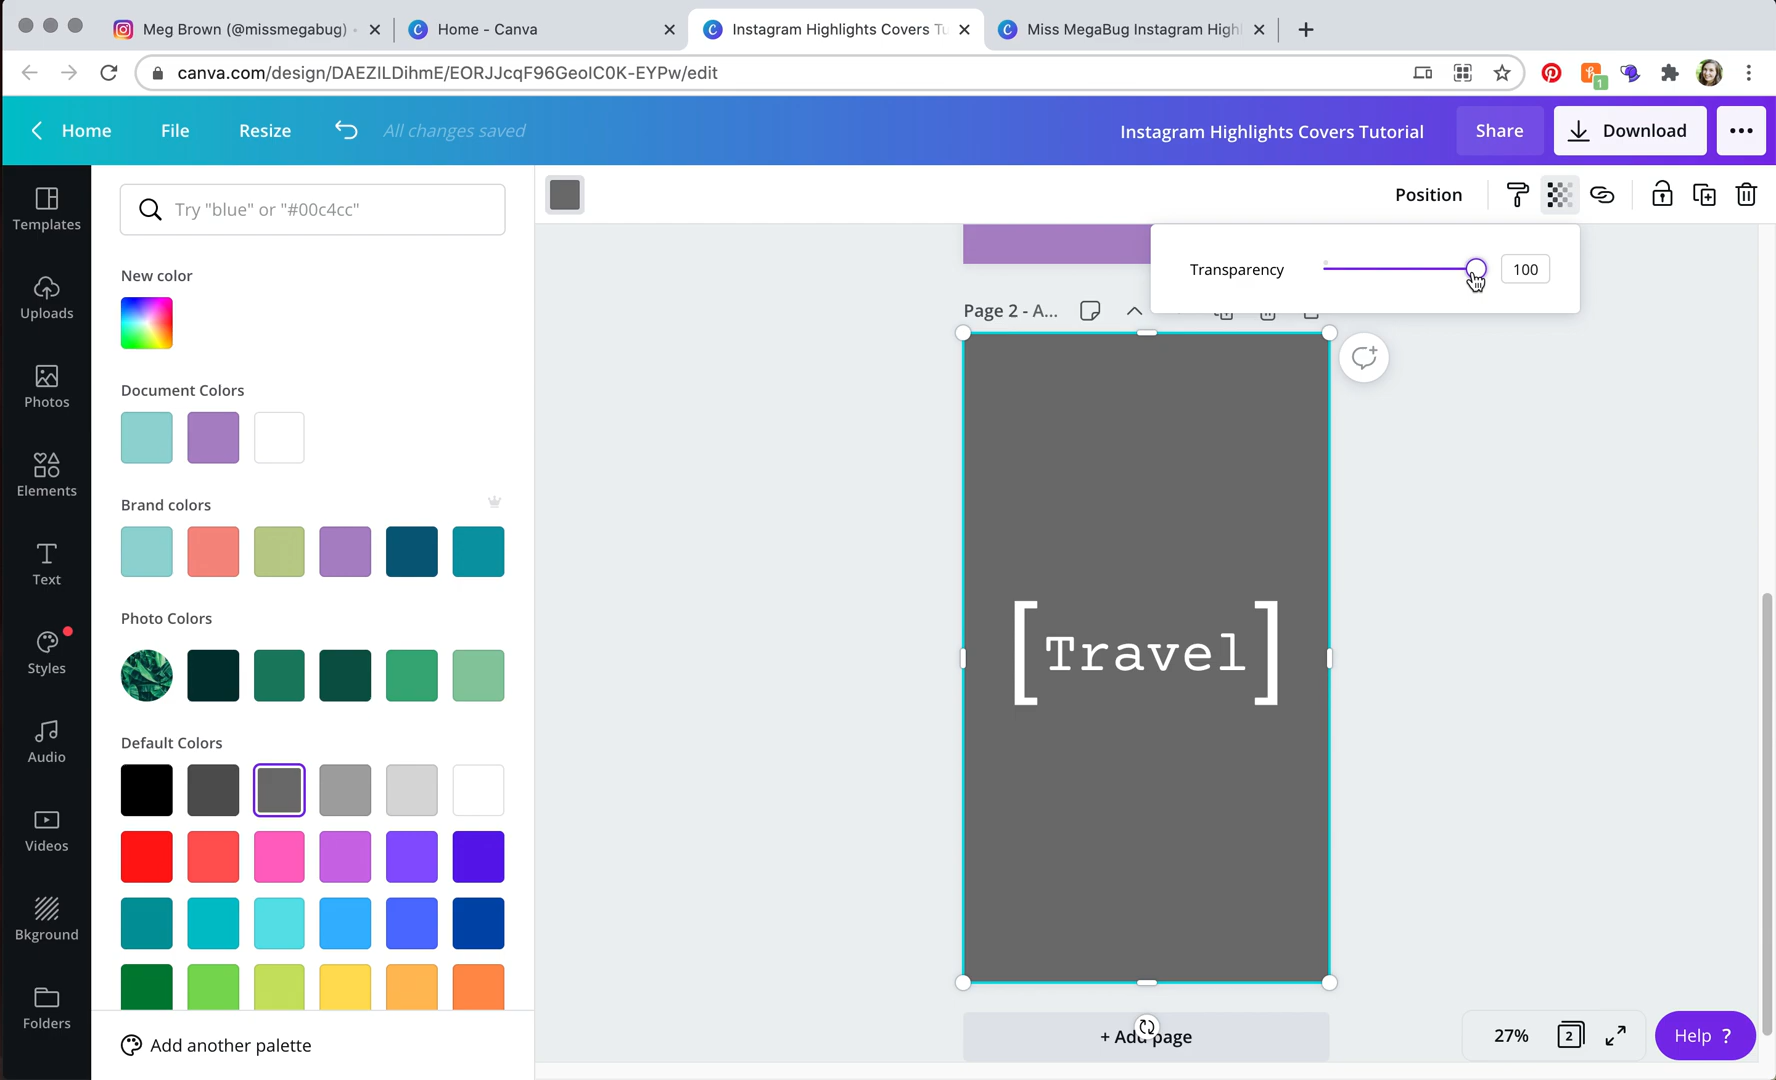 Meg Brown (@missmegabug) -
Home - Canva
Instagram Highlights Covers Tu
Miss MegaBug Instagram Highl
canva.com/design/DAEZILDihmE/EORJJcqF96GeoIC0K-EYPw/edit
1
Home
File
Resize
All changes saved
Instagram Highlights Covers Tutorial
Share
Download
Templates
Uploads
Photos
Elements
Text
Styles
Audio
Videos
Bkground
Folders
Try "blue" or "#00c4cc"
New color
Document Colors
Brand colors
Photo Colors
Default Colors
Add another palette
Position
Transparency
100
Page 2 - A...
[Travel]
+ Add page
27%
2
Help ?